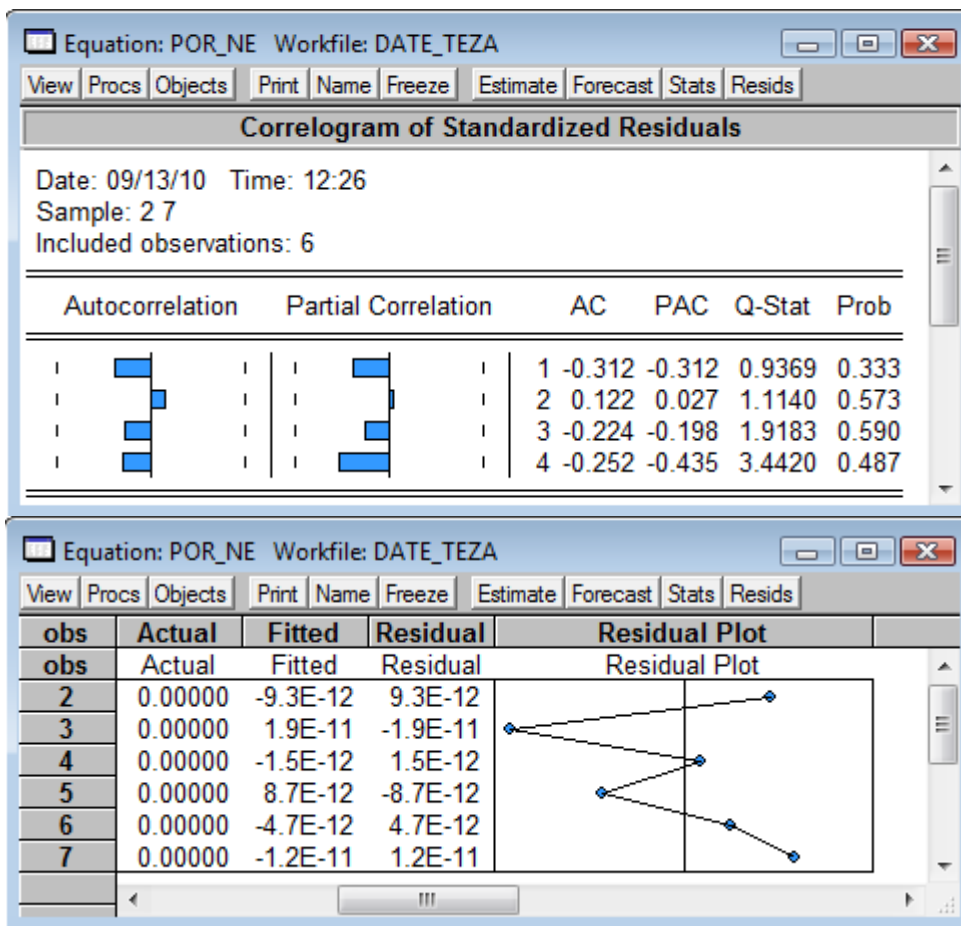 Equation: POR_NE Workfile: DATE_TEZA
View Procs Objects Print Name Freeze Estimate Forecast Stats Resids
Correlogram of Standardized Residuals
Date: 09/13/10 Time: 12:26
Sample: 2 7
Included observations: 6
Autocorrelation Partial Correlation AC PAC Q-Stat Prob
1 -0.312 -0.312 0.9369 0.333
2 0.122 0.027 1.1140 0.573
3 -0.224 -0.198 1.9183 0.590
4 -0.252 -0.435 3.4420 0.487
Equation: POR_NE Workfile: DATE_TEZA
View Procs Objects Print Name Freeze Estimate Forecast Stats Resids
obs Actual Fitted Residual Residual Plot
obs Actual Fitted Residual Residual Plot
2 0.00000 -9.3E-12 9.3E-12
3 0.00000 1.9E-11 -1.9E-11
4 0.00000 -1.5E-12 1.5E-12
5 0.00000 8.7E-12 -8.7E-12
6 0.00000 -4.7E-12 4.7E-12
7 0.00000 -1.2E-11 1.2E-11